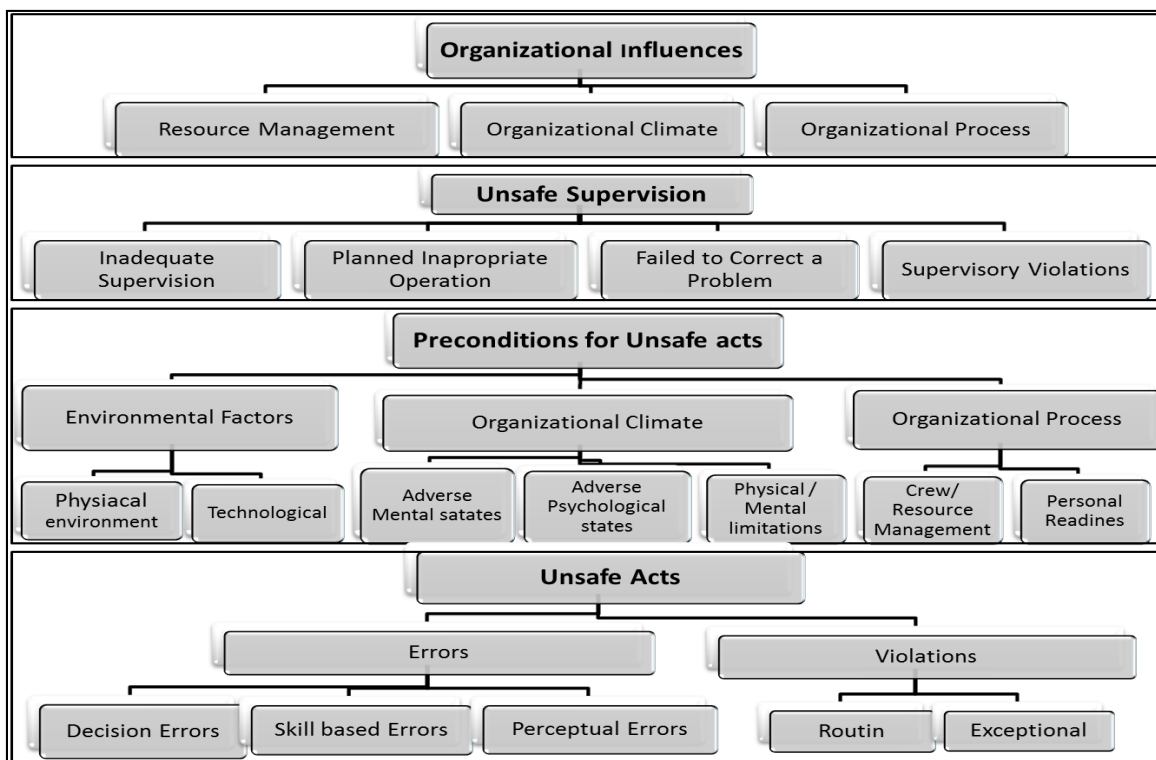 Organizational Influences
Resource Management
Organizational Climate
Organizational Process
Unsafe Supervision
Inadequate
Supervision
Planned Inapropriate
Operation
Failed to Correct a
Problem
Supervisory Violations
Preconditions for Unsafe acts
Environmental Factors
Organizational Climate
Organizational Process
Physiacal
environment
Technological
Adverse
Mental satates
Adverse
Psychological
states
Physical /
Mental
limitations
Crew/
Resource
Management
Personal
Readines
Unsafe Acts
Errors
Violations
Decision Errors
Skill based Errors
Perceptual Errors
Routin
Exceptional